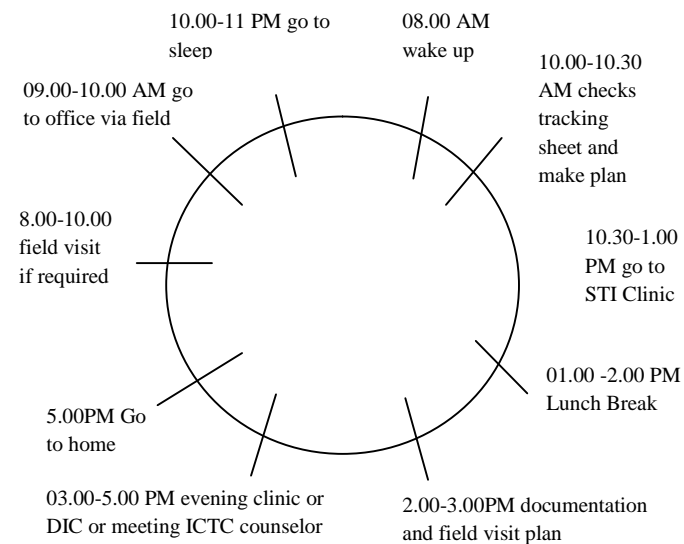 10.00-11 PM go to
sleep
08.00 AM
wake up
10.00-10.30
AM checks
tracking
sheet and
make plan
10.30-1.00
PM go to
STI Clinic
01.00 -2.00 PM
Lunch Break
2.00-3.00PM documentation
and field visit plan
03.00-5.00 PM evening clinic or
DIC or meeting ICTC counselor
5.00PM Go
to home
8.00-10.00
field visit
if required
09.00-10.00 AM go
to office via field